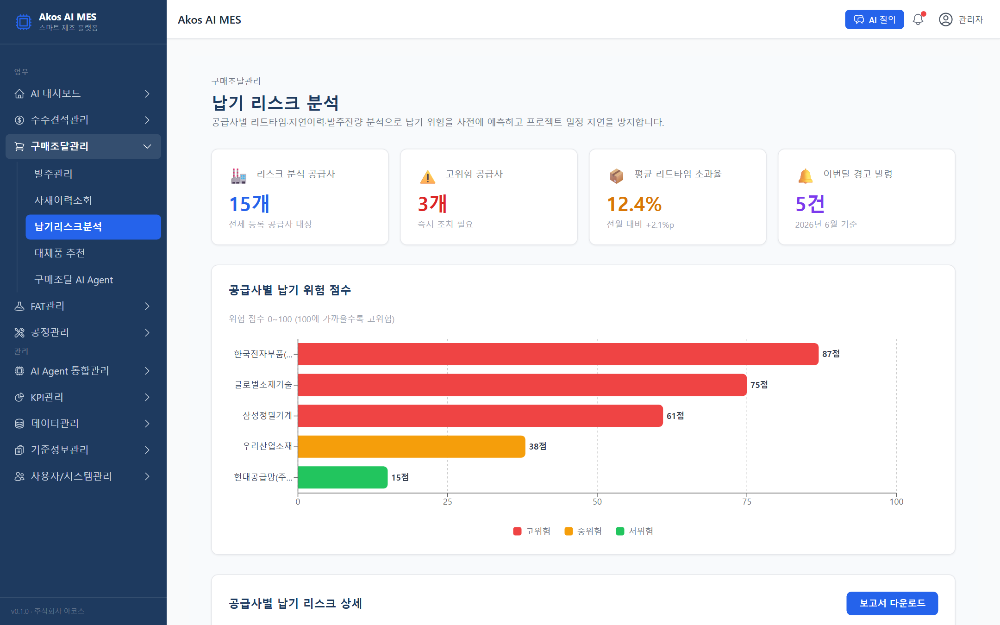 Akos AI MES
스마트 제조 플랫폼
업무
AI 대시보드
수주견적관리
구매조달관리
발주관리
자재이력조회
납기리스크분석
대체품 추천
구매조달 AI Agent
FAT관리
공정관리
관리
AI Agent 통합관리
KPI관리
데이터관리
기준정보관리
사용자/시스템관리
v0.1.0 · 주식회사 아코스
Akos AI MES
AI 질의
관리자
구매조달관리
납기 리스크 분석
공급사별 리드타임·지연이력·발주잔량 분석으로 납기 위험을 사전에 예측하고 프로젝트 일정 지연을 방지합니다.
리스크 분석 공급사
15개
전체 등록 공급사 대상
고위험 공급사
3개
즉시 조치 필요
평균 리드타임 초과율
12.4%
전월 대비 +2.1%p
이번달 경고 발령
5건
2026년 6월 기준
공급사별 납기 위험 점수
위험 점수 0~100 (100에 가까울수록 고위험)
한국전자부품(... 87점
글로벌소재기술 75점
삼성정밀기계 61점
우리산업소재 38점
현대공급망(주... 15점
0 25 50 75 100
고위험 중위험 저위험
공급사별 납기 리스크 상세
보고서 다운로드